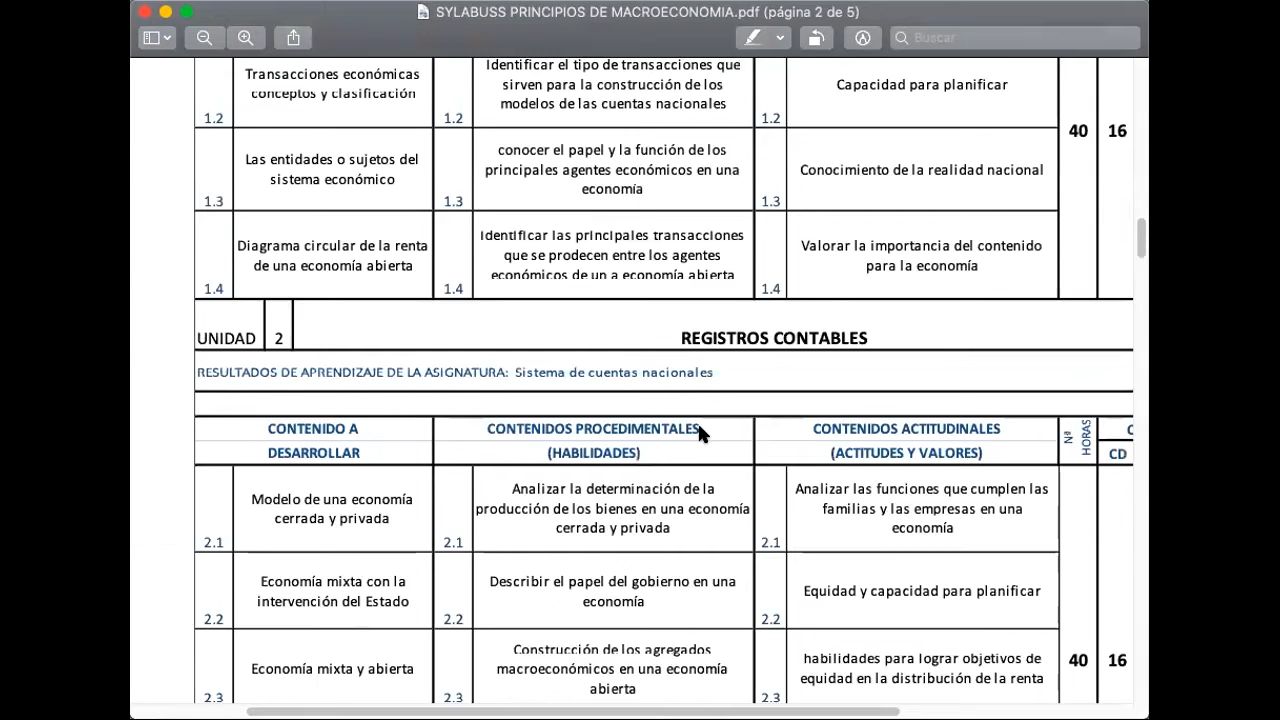 SYLABUSS PRINCIPIOS DE MACROECONOMIA.pdf (página 2 de 5)
Buscar
Transacciones económicas
conceptos y clasificación
1.2
Identificar el tipo de transacciones que
sirven para la construcción de los
modelos de las cuentas nacionales
1.2
Capacidad para planificar
1.2
40
16
Las entidades o sujetos del
sistema económico
1.3
conocer el papel y la función de los
principales agentes económicos en una
economía
1.3
Conocimiento de la realidad nacional
1.3
Diagrama circular de la renta
de una economía abierta
1.4
Identificar las principales transacciones
que se prodecen entre los agentes
económicos de un a economía abierta
1.4
Valorar la importancia del contenido
para la economía
1.4
UNIDAD 2 REGISTROS CONTABLES
RESULTADOS DE APRENDIZAJE DE LA ASIGNATURA: Sistema de cuentas nacionales
CONTENIDO A
DESARROLLAR
CONTENIDOS PROCEDIMENTALES
(HABILIDADES)
CONTENIDOS ACTITUDINALES
(ACTITUDES Y VALORES)
Nº
HORAS
C
CD
Modelo de una economía
cerrada y privada
2.1
Analizar la determinación de la
producción de los bienes en una economía
cerrada y privada
2.1
Analizar las funciones que cumplen las
familias y las empresas en una
economía
2.1
Economía mixta con la
intervención del Estado
2.2
Describir el papel del gobierno en una
economía
2.2
Equidad y capacidad para planificar
2.2
Economía mixta y abierta
2.3
Construcción de los agregados
macroeconómicos en una economía
abierta
2.3
habilidades para lograr objetivos de
equidad en la distribución de la renta
2.3
40
16